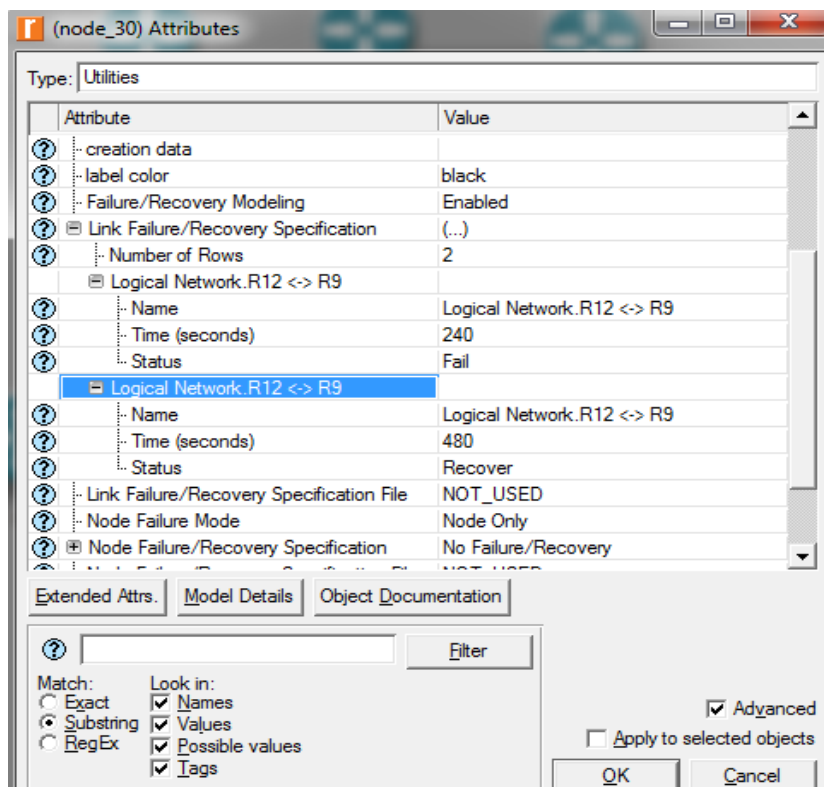 (node_30) Attributes
Type: Utilities
Attribute Value
creation data
label color black
Failure/Recovery Modeling Enabled
Link Failure/Recovery Specification (...)
Number of Rows 2
Logical Network.R12 <-> R9
Name Logical Network.R12 <-> R9
Time (seconds) 240
Status Fail
Logical Network.R12 <-> R9
Name Logical Network.R12 <-> R9
Time (seconds) 480
Status Recover
Link Failure/Recovery Specification File NOT_USED
Node Failure Mode Node Only
Node Failure/Recovery Specification No Failure/Recovery
Extended Attrs. Model Details Object Documentation
Filter
Match: Look in:
Exact Names
Substring Values
RegEx Possible values
Tags
Advanced
Apply to selected objects
OK Cancel